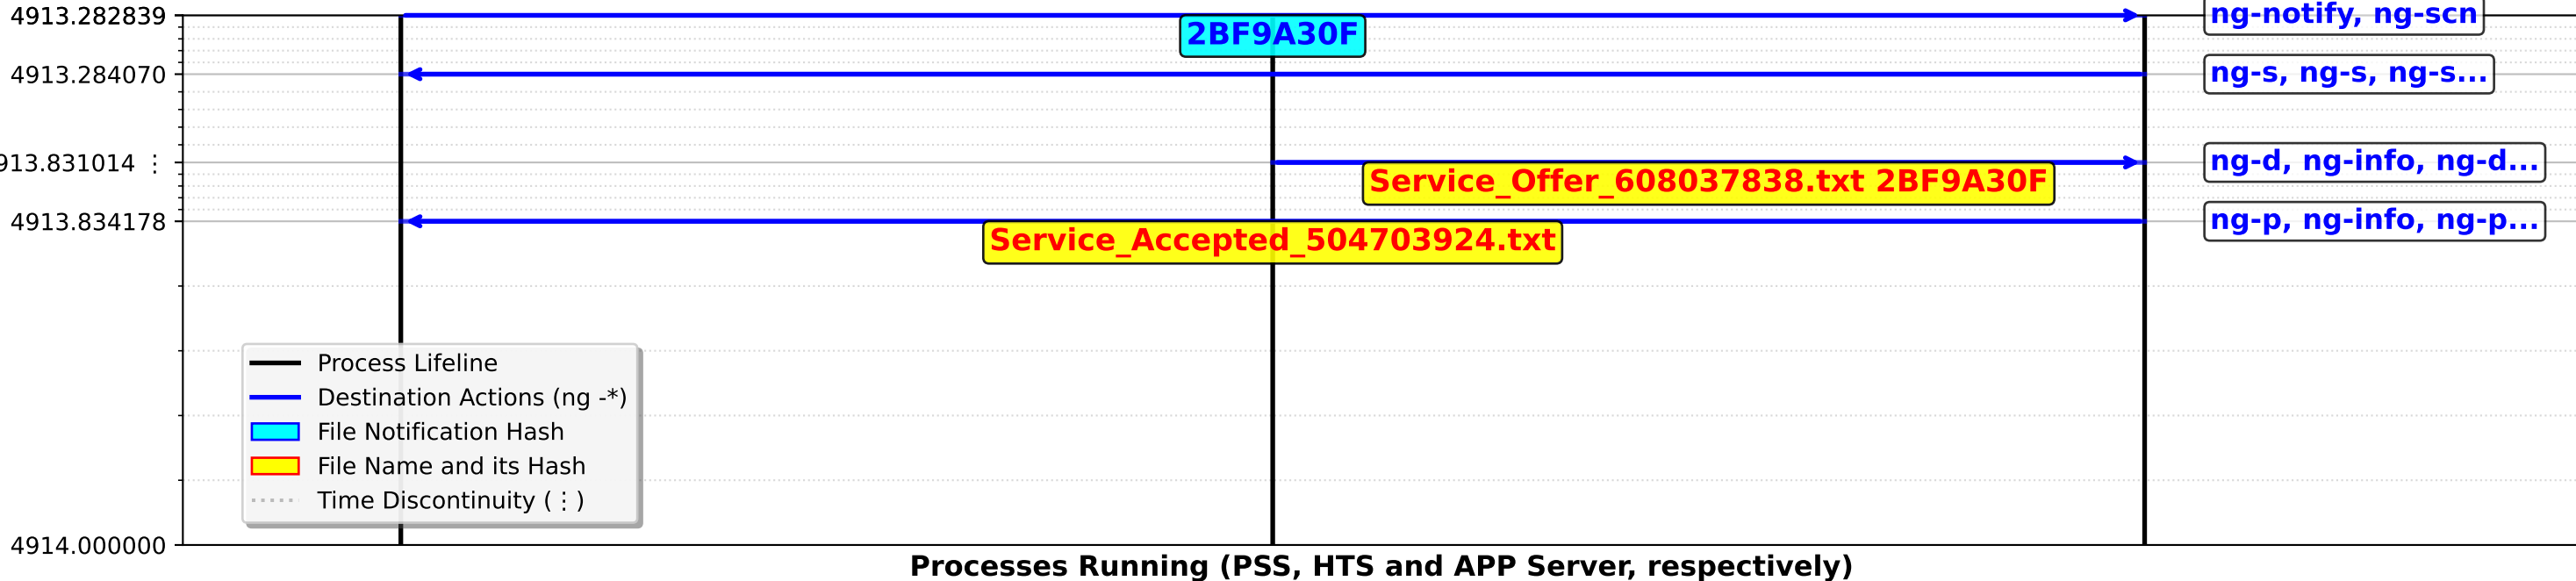 4913.282839
ng-notify, ng-scn
2BF9A30F
4913.284070
ng-s, ng-s, ng-s...
913.831014 ⋮
ng-d, ng-info, ng-d...
Service_Offer_608037838.txt 2BF9A30F
4913.834178
ng-p, ng-info, ng-p...
Service_Accepted_504703924.txt
Process Lifeline
Destination Actions (ng -*)
File Notification Hash
File Name and its Hash
Time Discontinuity (⋮)
4914.000000
Processes Running (PSS, HTS and APP Server, respectively)